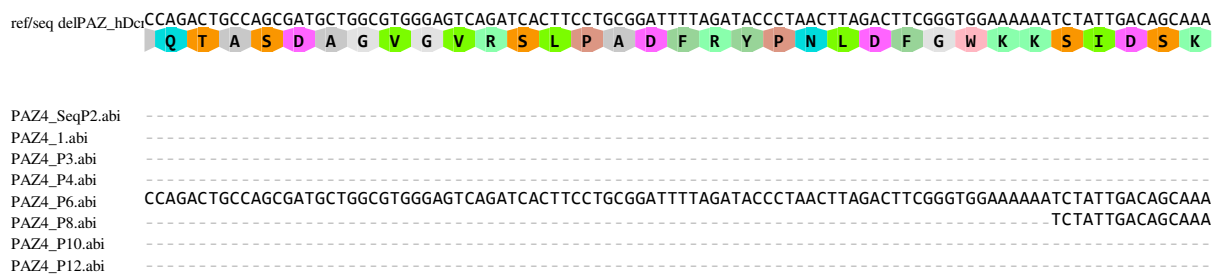 ref/seq delPAZ_hDcr CCAGACTGCCAGCGATGCTGGCGTGGGAGTCAGATCACTTCCTGCGGATTTTAGATACCCTAACTTAGACTTCGGGTGGAAAAAATCTATTGACAGCAAA
Q T A S D A G V G V R S L P A D F R Y P N L D F G W K K S I D S K
PAZ4_SeqP2.abi
PAZ4_1.abi
PAZ4_P3.abi
PAZ4_P4.abi
PAZ4_P6.abi CCAGACTGCCAGCGATGCTGGCGTGGGAGTCAGATCACTTCCTGCGGATTTTAGATACCCTAACTTAGACTTCGGGTGGAAAAAATCTATTGACAGCAAA
PAZ4_P8.abi TCTATTGACAGCAAA
PAZ4_P10.abi
PAZ4_P12.abi